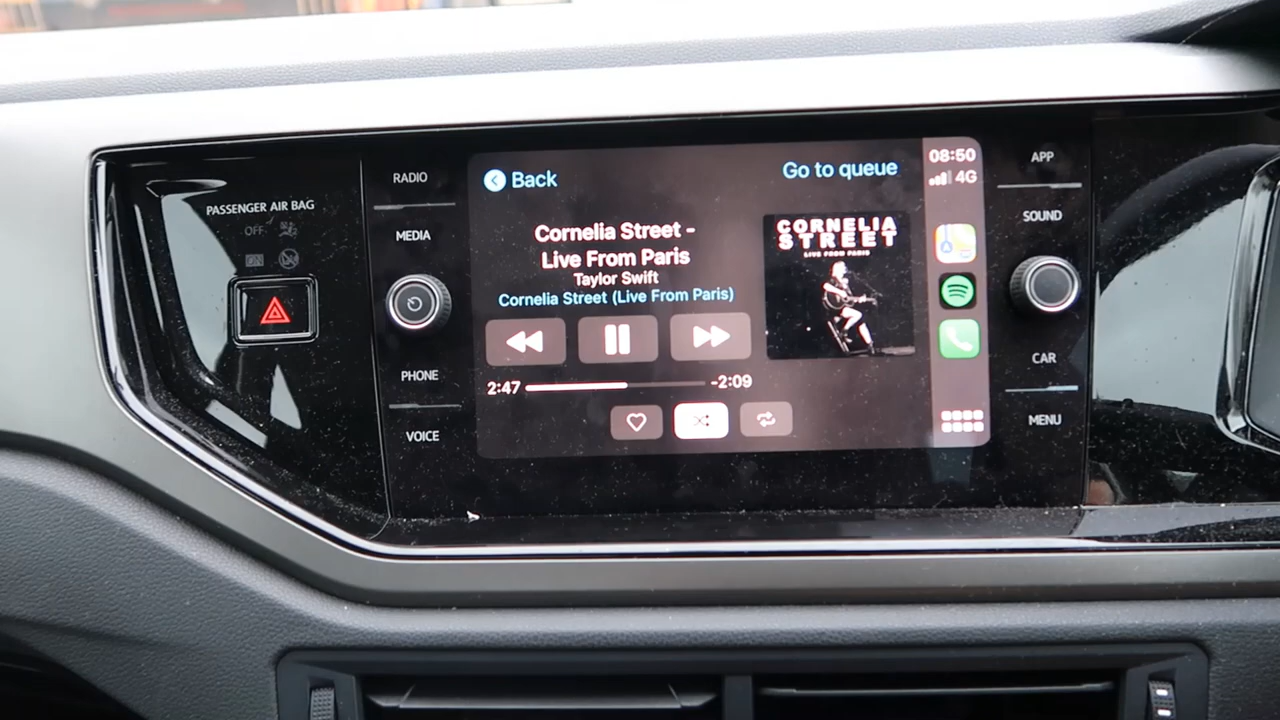 PASSENGER AIR BAG
OFF
ON
RADIO
MEDIA
PHONE
VOICE
Back
Go to queue
Cornelia Street -
Live From Paris
Taylor Swift
Cornelia Street (Live From Paris)
2:47
-2:09
CORNELIA
STREET
LIVE FROM PARIS
08:50
4G
APP
SOUND
CAR
MENU